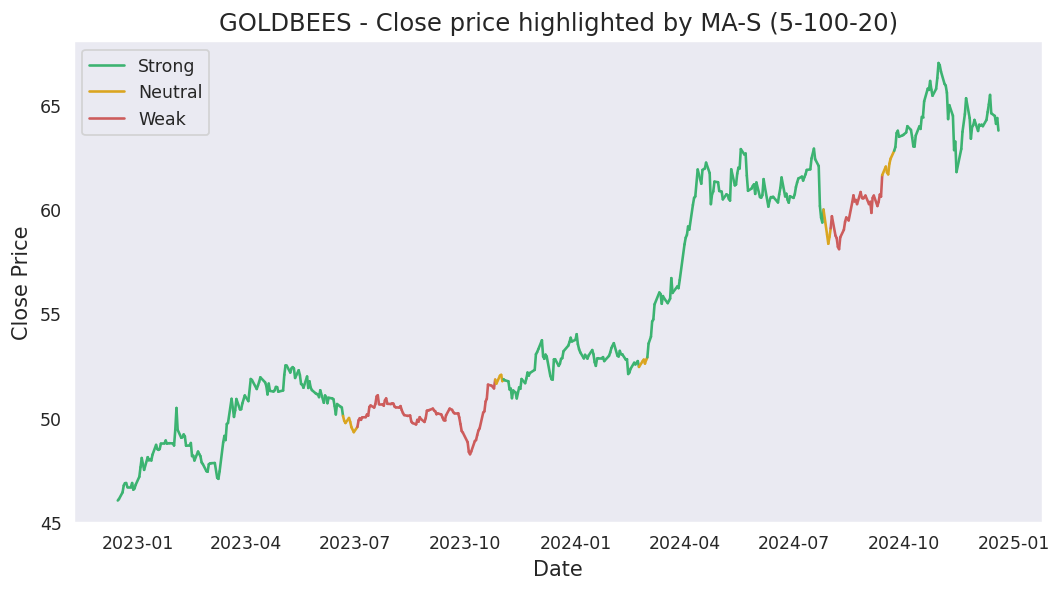 GOLDBEES - Close price highlighted by MA-S (5-100-20)
Strong
Neutral
Weak
Close Price
65
60
55
50
45
2023-01 2023-04 2023-07 2023-10 2024-01 2024-04 2024-07 2024-10 2025-01
Date